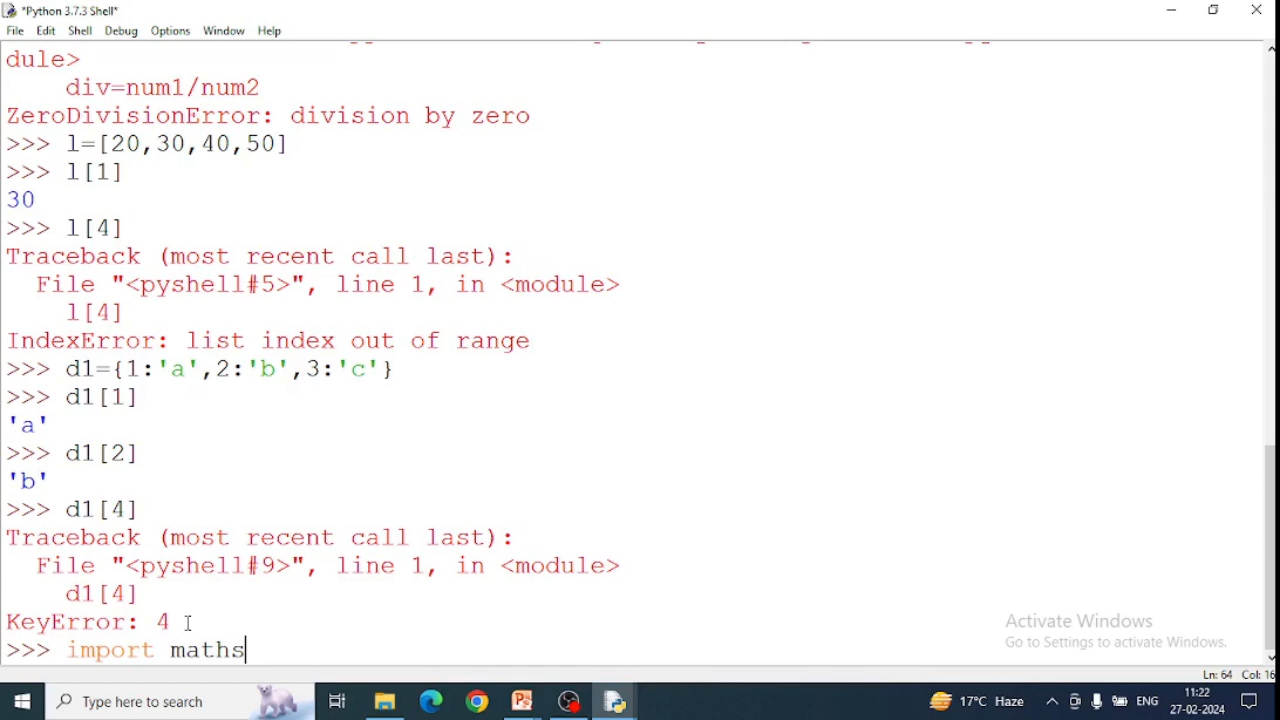 *Python 3.7.3 Shell*
File Edit Shell Debug Options Window Help
dule>
    div=num1/num2
ZeroDivisionError: division by zero
>>> l=[20,30,40,50]
>>> l[1]
30
>>> l[4]
Traceback (most recent call last):
  File "<pyshell#5>", line 1, in <module>
    l[4]
IndexError: list index out of range
>>> d1={1:'a',2:'b',3:'c'}
>>> d1[1]
'a'
>>> d1[2]
'b'
>>> d1[4]
Traceback (most recent call last):
  File "<pyshell#9>", line 1, in <module>
    d1[4]
KeyError: 4
>>> import maths
Activate Windows
Go to Settings to activate Windows.
Ln: 64 Col: 16
Type here to search
17°C Haze
ENG
11:22
27-02-2024